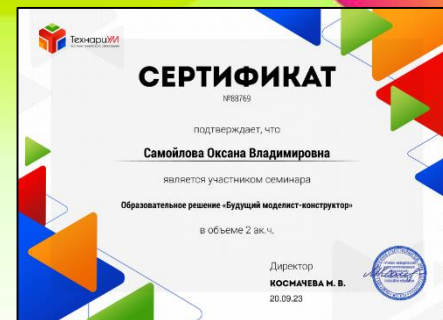 ТехнариУМ
СЕРТИФИКАТ
№88769
подтверждает, что
Самойлова Оксана Владимировна
является участником семинара
Образовательное решение «Будущий моделист-конструктор»
в объеме 2 ак.ч.
Директор
КОСМАЧЕВА М. В.
20.09.23